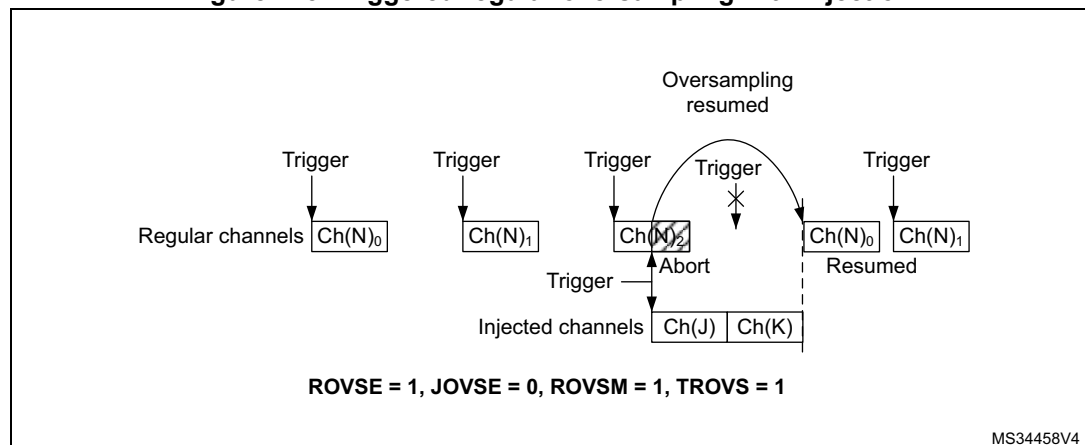 Oversampling
resumed
Trigger Trigger Trigger Trigger Trigger
Regular channels Ch(N)0 Ch(N)1 Ch(N)2 Ch(N)0 Ch(N)1
Abort Resumed
Trigger
Injected channels Ch(J) Ch(K)
ROVSE = 1, JOVSE = 0, ROVSM = 1, TROVS = 1
MS34458V4